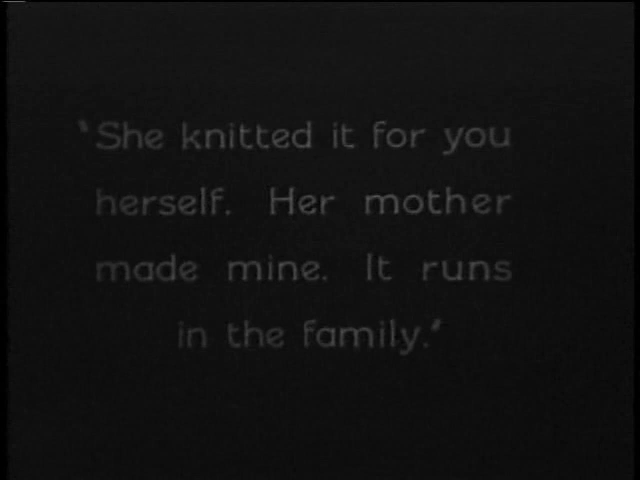 'She knitted it for you
herself. Her mother
made mine. It runs
in the family.'